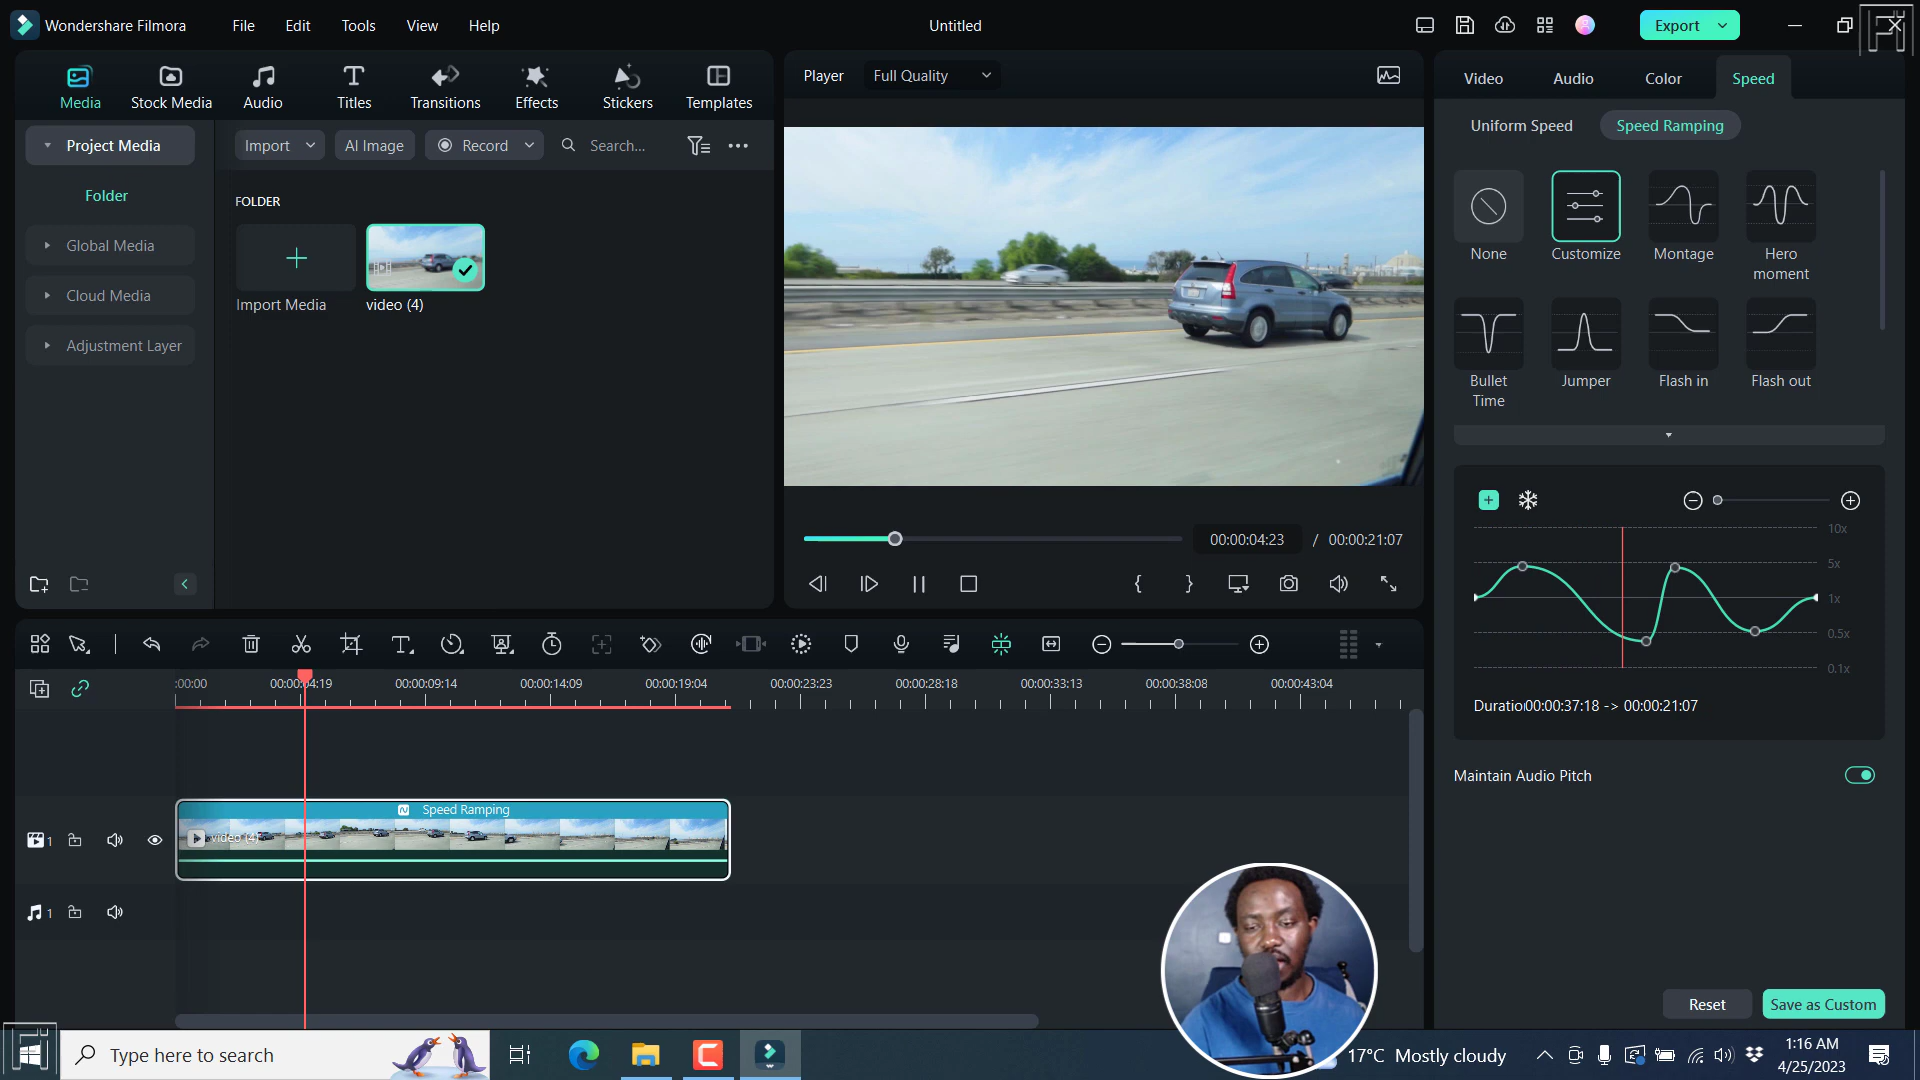 Wondershare Filmora File Edit Tools View Help Untitled Export
Media Stock Media Audio Titles Transitions Effects Stickers Templates
Player Full Quality
Video Audio Color Speed
Uniform Speed Speed Ramping
Project Media
Folder
Global Media
Cloud Media
Adjustment Layer
Import AI Image Record Search...
FOLDER
Import Media video (4)
None Customize Montage Hero moment
Bullet Time Jumper Flash in Flash out
10x
5x
1x
0.5x
0.1x
00:00:04:23 / 00:00:21:07
Duratio00:00:37:18 -> 00:00:21:07
Maintain Audio Pitch
Reset Save as Custom
:00:00 00:00:04:19 00:00:09:14 00:00:14:09 00:00:19:04 00:00:23:23 00:00:28:18 00:00:33:13 00:00:38:08 00:00:43:04
Speed Ramping
video (4)
1
1
Type here to search
17°C Mostly cloudy
1:16 AM
4/25/2023